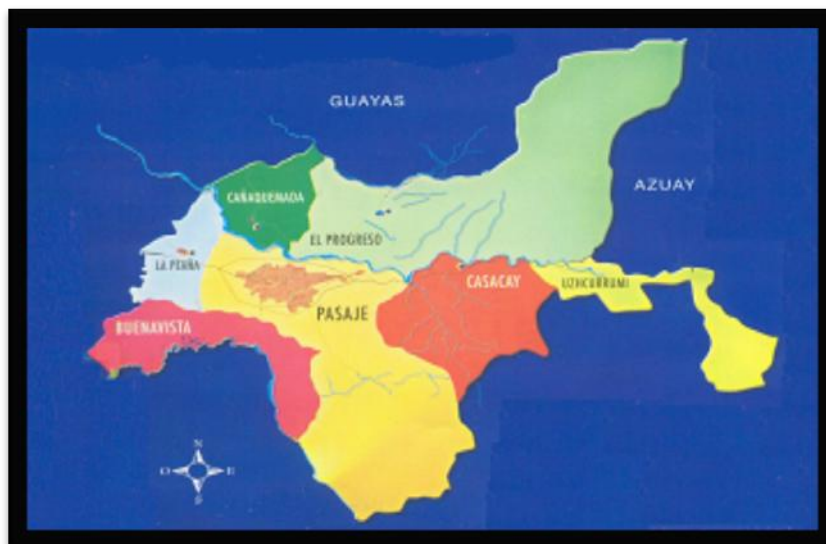 GUAYAS
AZUAY
CAÑAQUEMADA
EL PROGRESO
LA PEAÑA
CASACAY
UZHCURRUMI
PASAJE
BUENAVISTA
N
O E
S